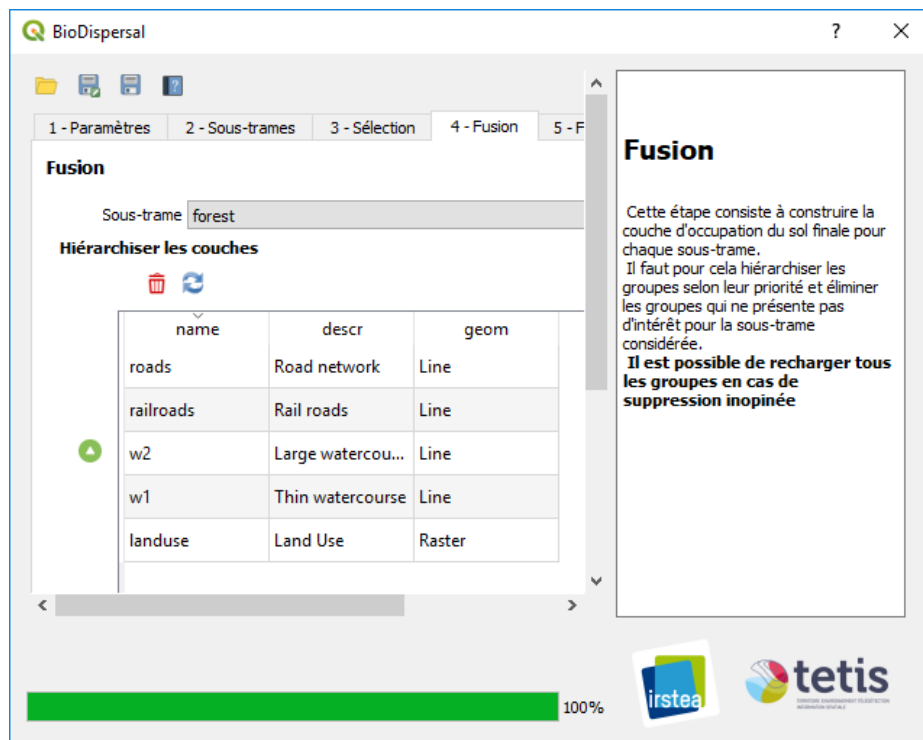 BioDispersal
?
1 - Paramètres 2 - Sous-trames 3 - Sélection 4 - Fusion 5 - F
Fusion
Sous-trame forest
Hiérarchiser les couches
name descr geom
roads Road network Line
railroads Rail roads Line
w2 Large watercou... Line
w1 Thin watercourse Line
landuse Land Use Raster
Fusion
Cette étape consiste à construire la
couche d'occupation du sol finale pour
chaque sous-trame.
Il faut pour cela hiérarchiser les
groupes selon leur priorité et éliminer
les groupes qui ne présente pas
d'intérêt pour la sous-trame
considérée.
Il est possible de recharger tous
les groupes en cas de
suppression inopinée
100%
irstea
tetis
TERRITOIRE ENVIRONNEMENT TÉLÉDÉTECTION
INFORMATION SPATIALE